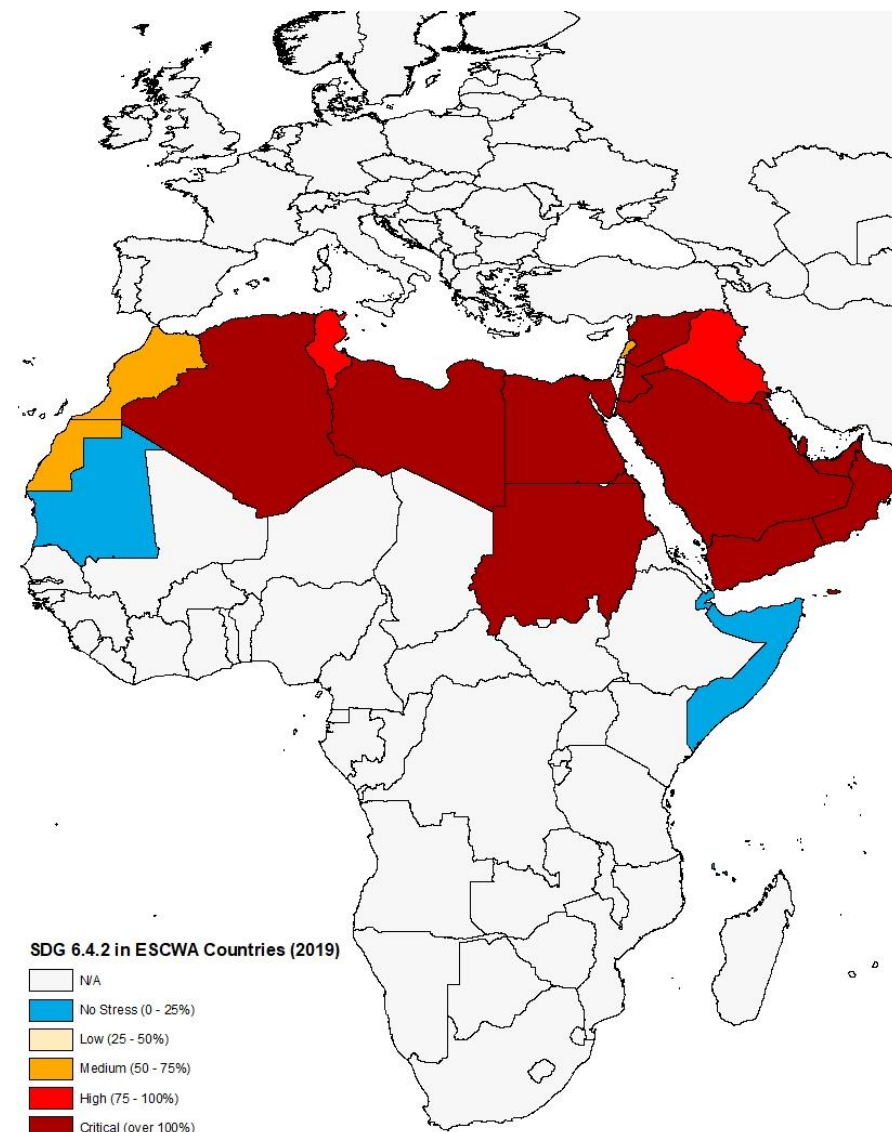 SDG 6.4.2 in ESCWA Countries (2019)
N/A
No Stress (0 - 25%)
Low (25 - 50%)
Medium (50 - 75%)
High (75 - 100%)
Critical (over 100%)